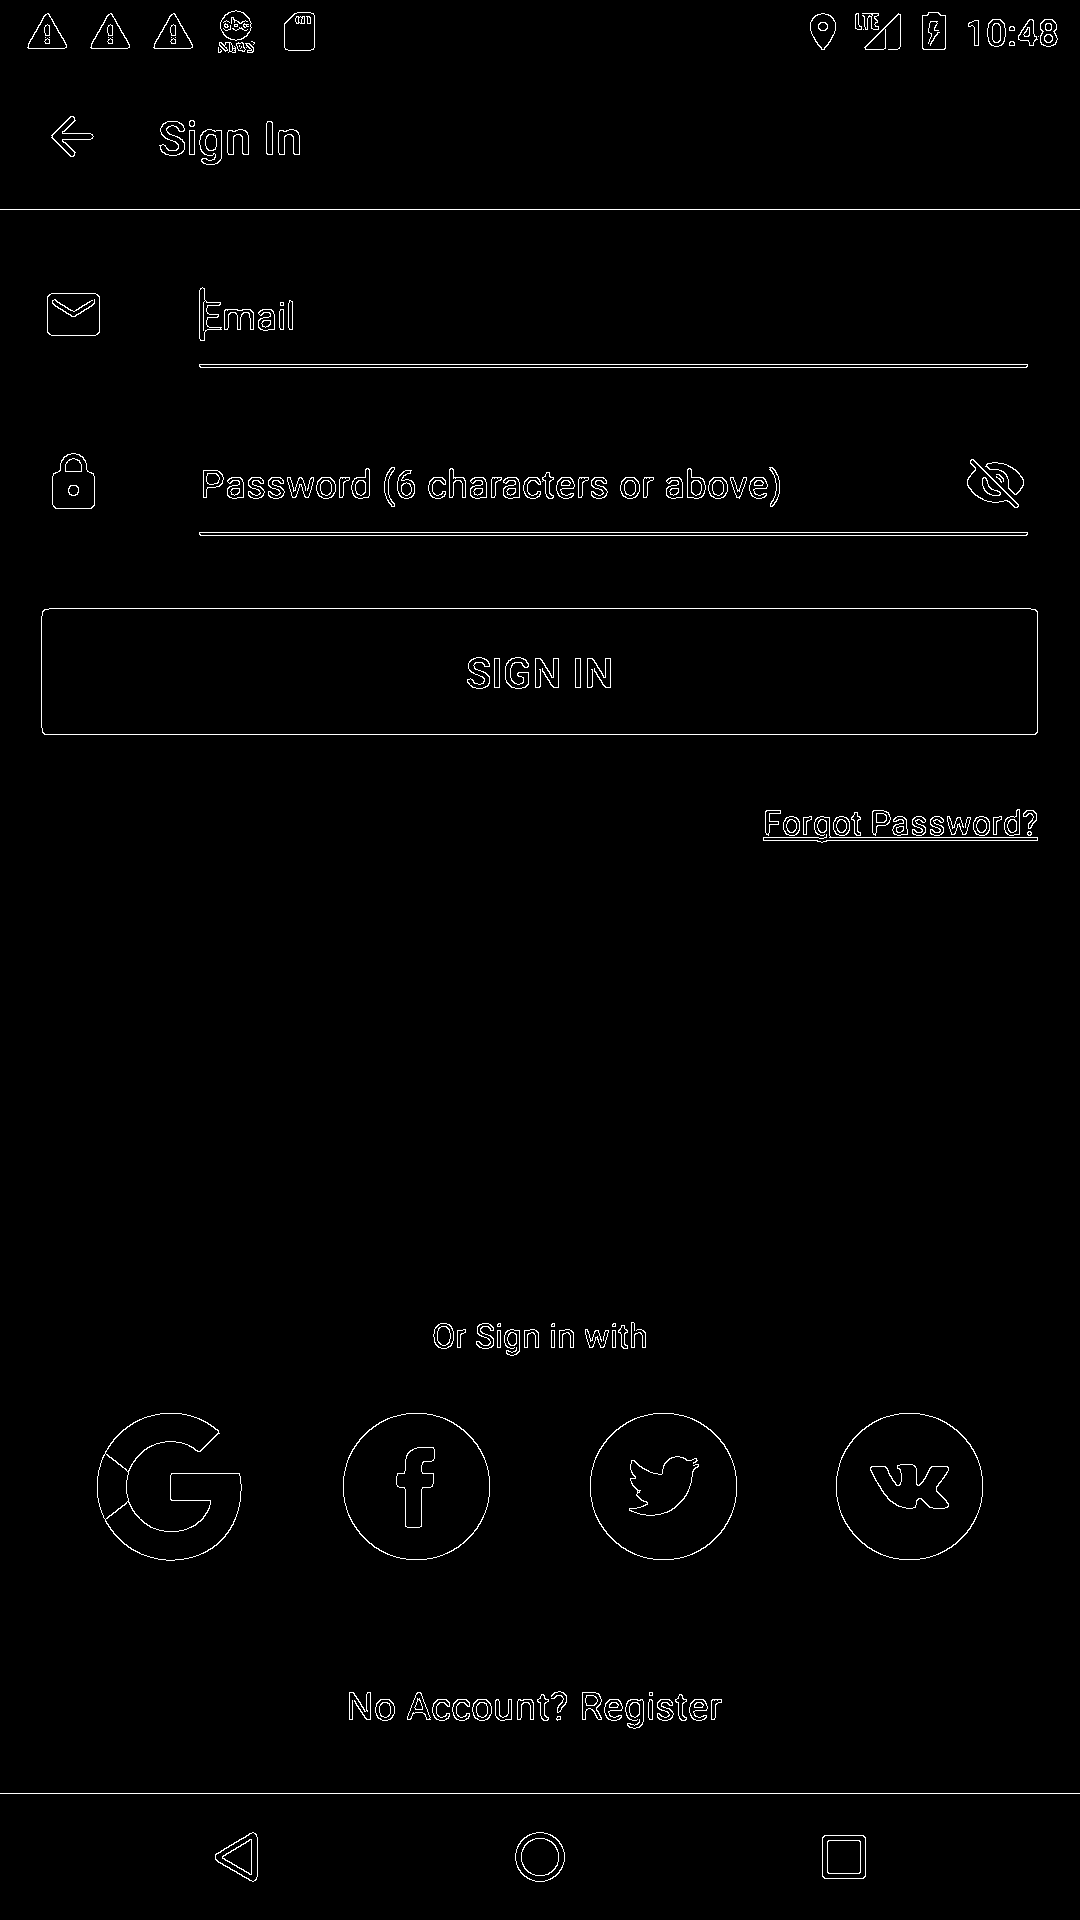 abc NEWS LTE 10:48
Sign In
Email
Password (6 characters or above)
SIGN IN
Forgot Password?
Or Sign in with
No Account? Register